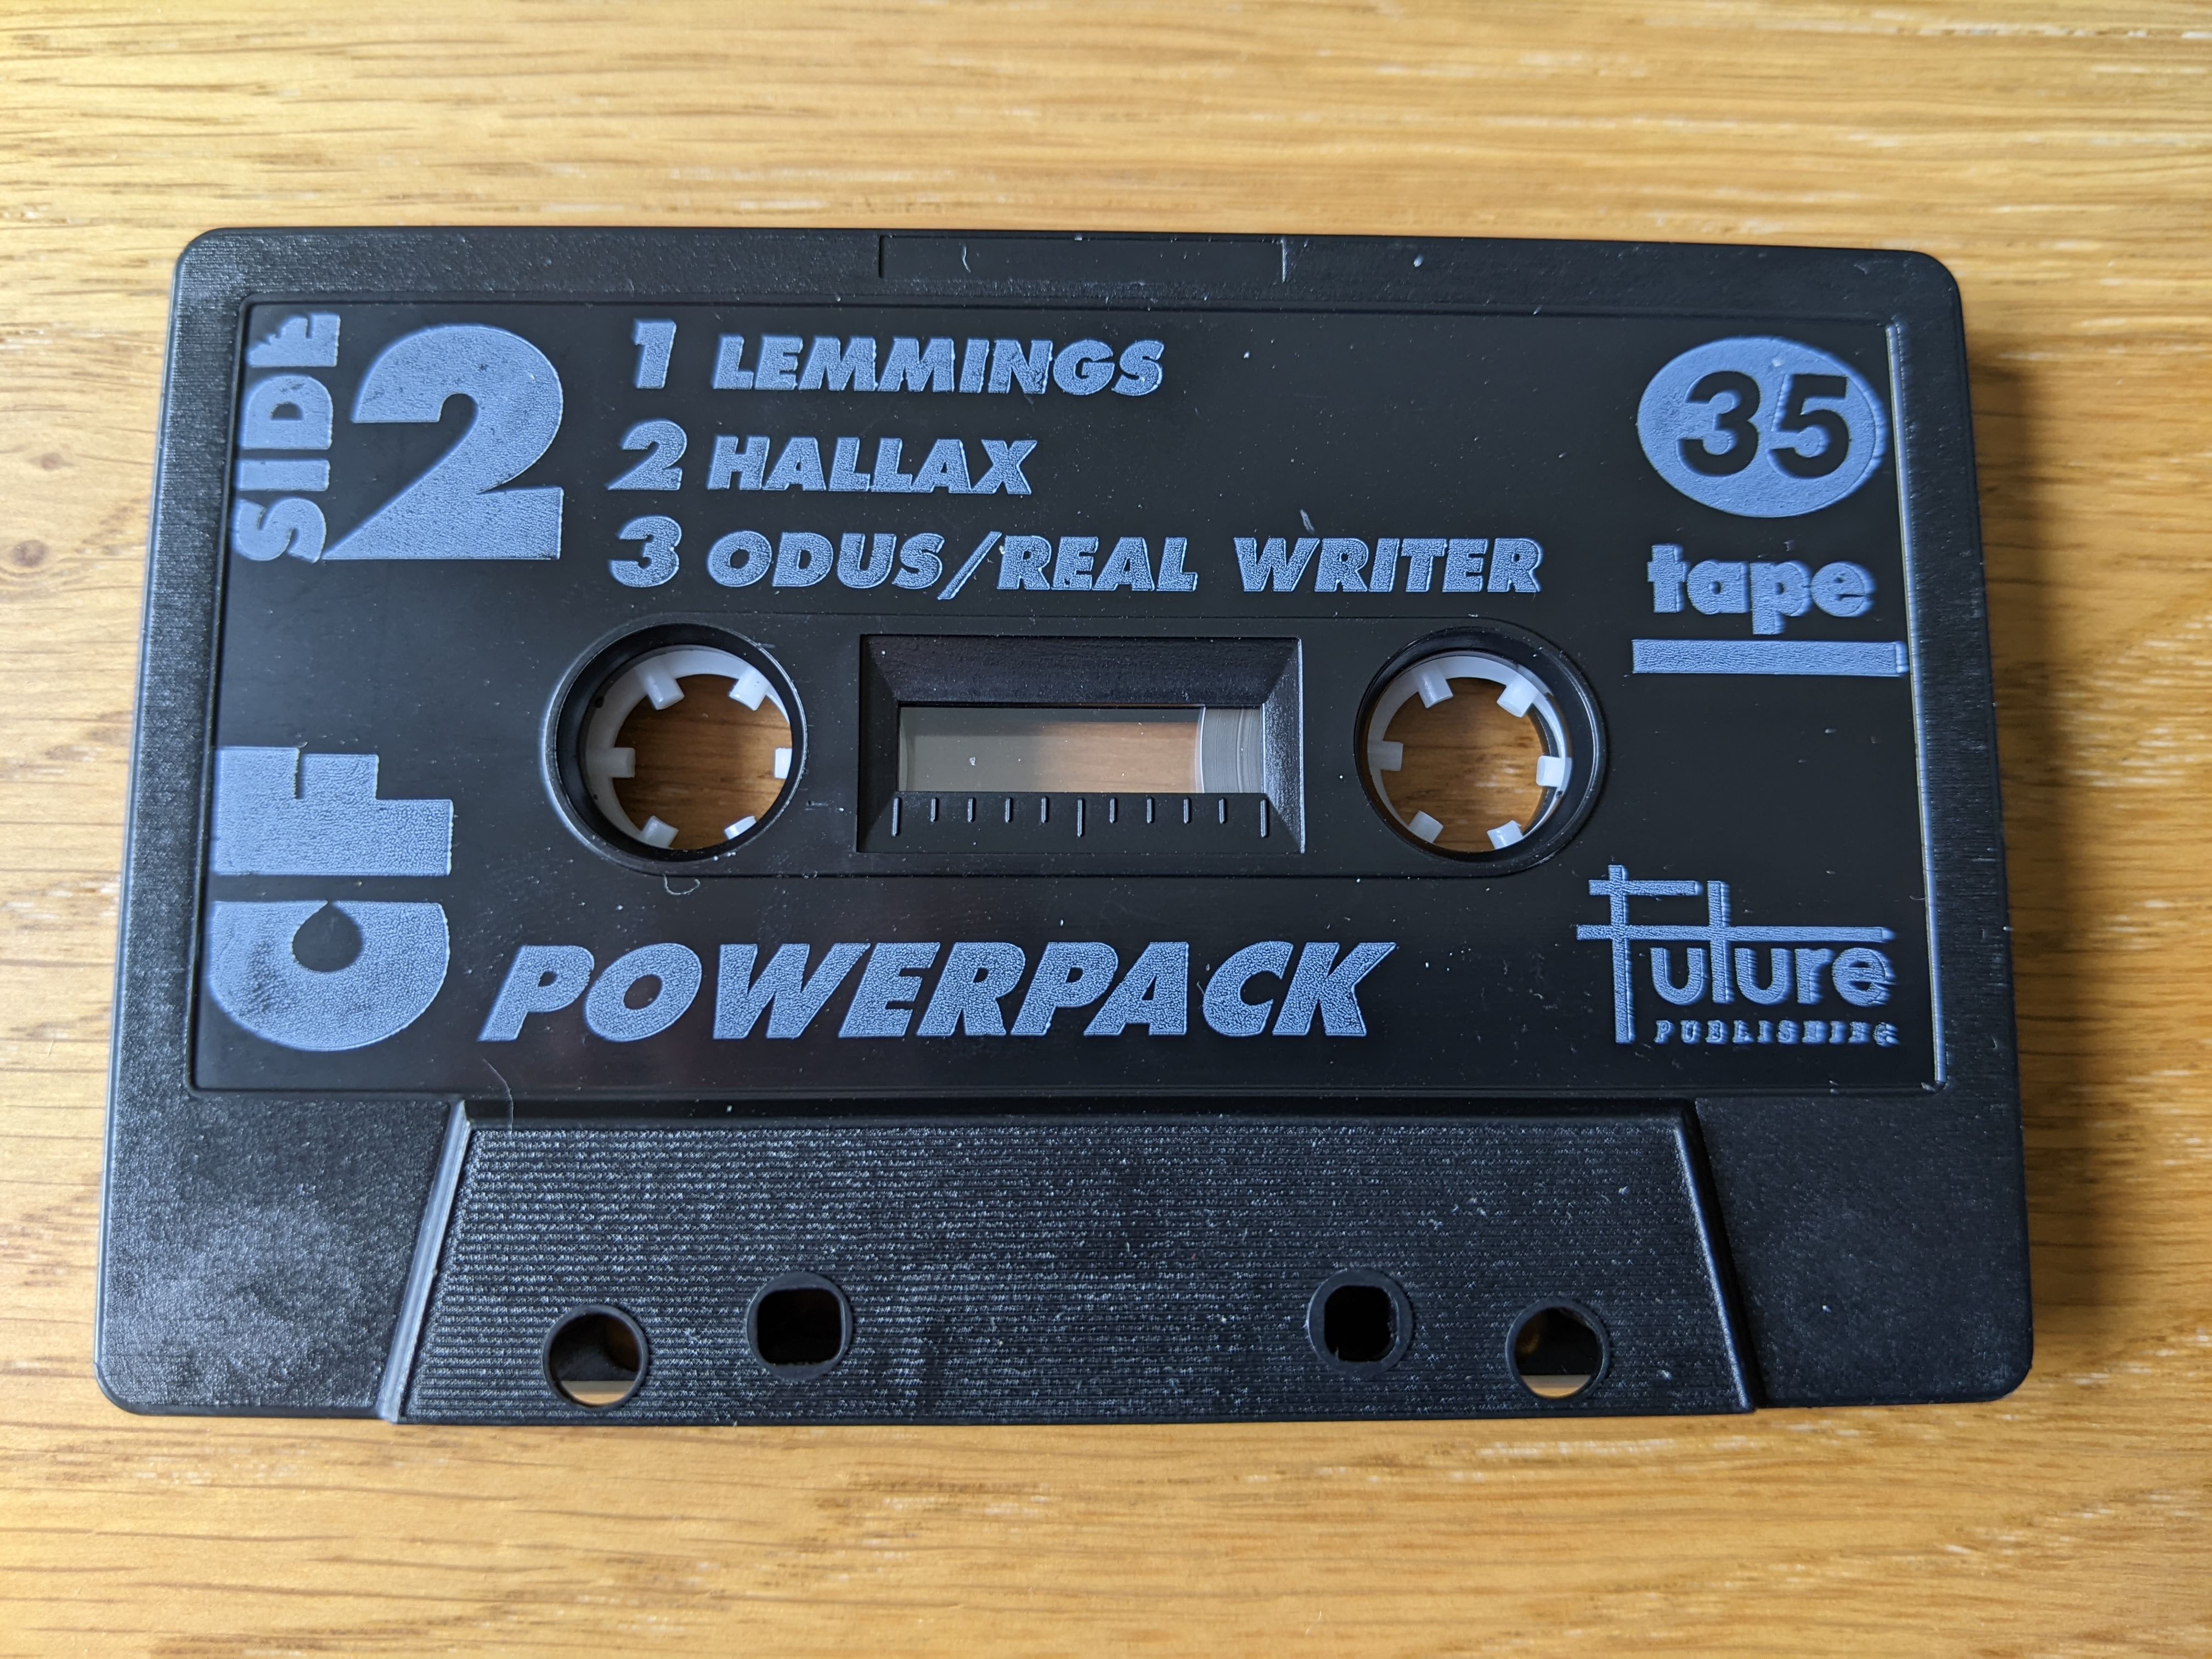 SIDE 2
1 LEMMINGS
2 HALLAX
3 ODUS/REAL WRITER
35
tape
CF
POWERPACK
Future
PUBLISHING